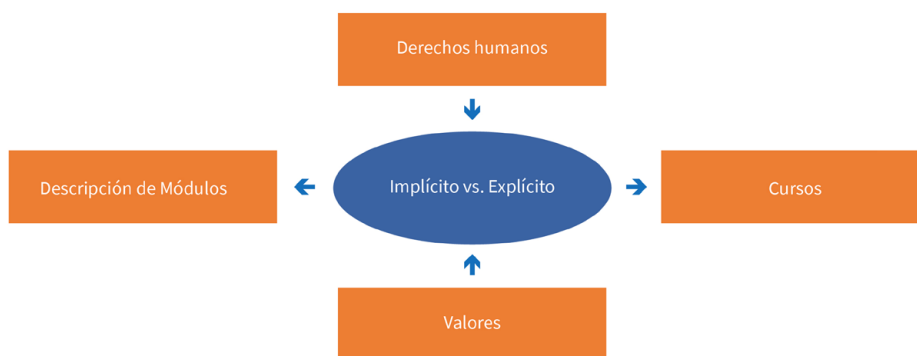 Derechos humanos
Descripción de Módulos
Implícito vs. Explícito
Cursos
Valores